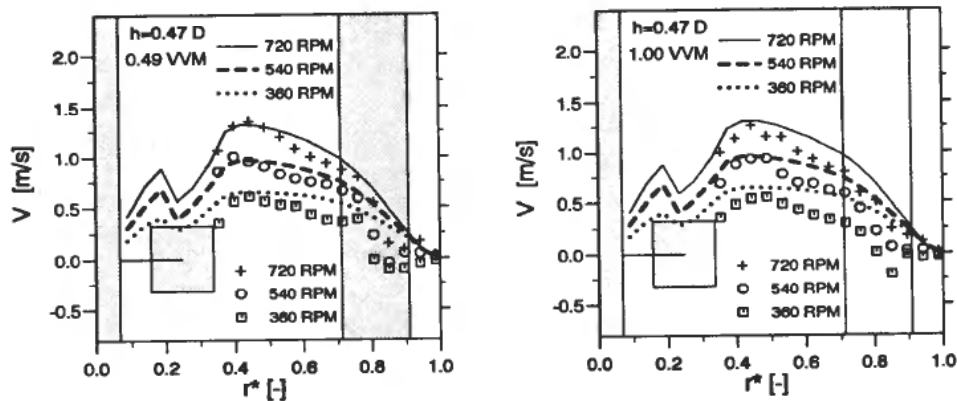 h=0.47 D
0.49 VVM
720 RPM
540 RPM
360 RPM
2.0
1.5
1.0
0.5
0.0
-0.5
V [m/s]
720 RPM
540 RPM
360 RPM
0.0 0.2 0.4 0.6 0.8 1.0
r* [-]
h=0.47 D
1.00 VVM
720 RPM
540 RPM
360 RPM
2.0
1.5
1.0
0.5
0.0
-0.5
V [m/s]
720 RPM
540 RPM
360 RPM
0.0 0.2 0.4 0.6 0.8 1.0
r* [-]